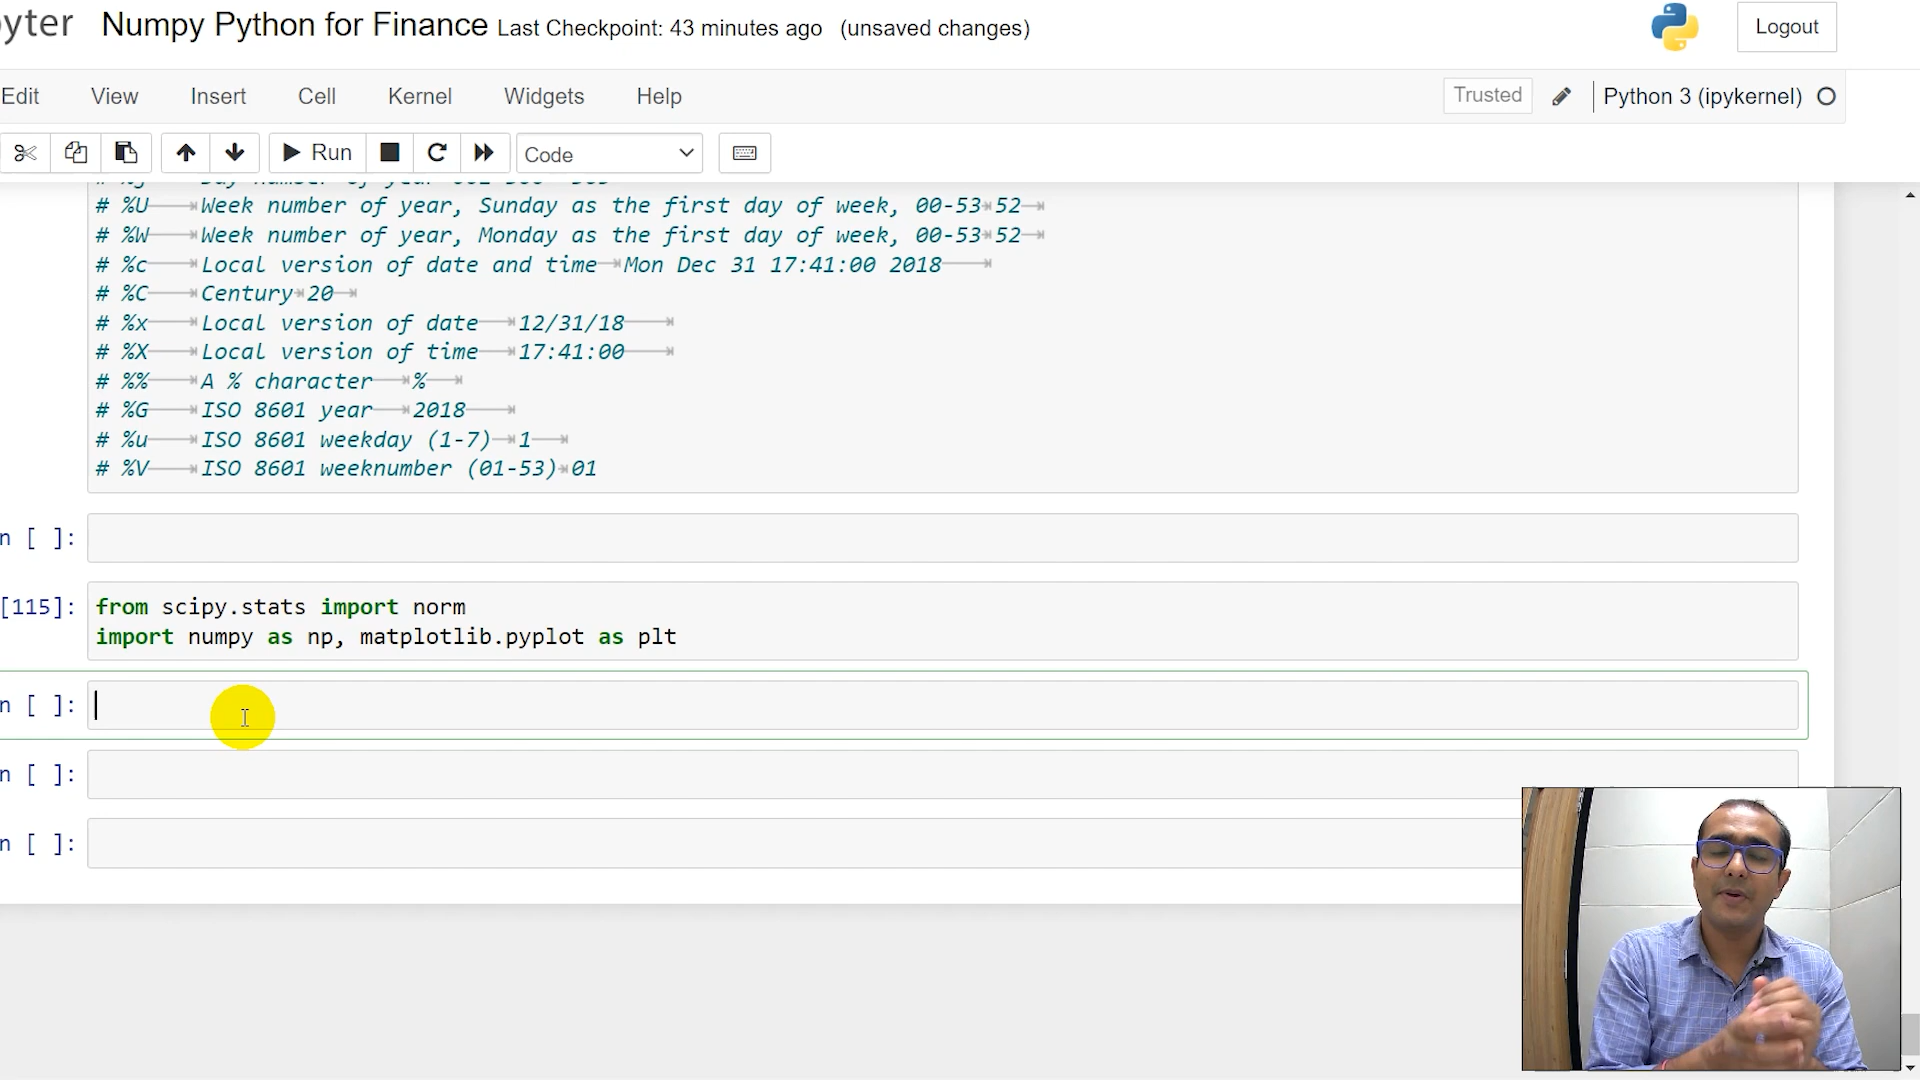 yter Numpy Python for Finance Last Checkpoint: 43 minutes ago (unsaved changes) Logout
Edit View Insert Cell Kernel Widgets Help Trusted Python 3 (ipykernel)
Run Code
# %U Week number of year, Sunday as the first day of week, 00-53 52
# %W Week number of year, Monday as the first day of week, 00-53 52
# %c Local version of date and time Mon Dec 31 17:41:00 2018
# %C Century 20
# %x Local version of date 12/31/18
# %X Local version of time 17:41:00
# %% A % character %
# %G ISO 8601 year 2018
# %u ISO 8601 weekday (1-7) 1
# %V ISO 8601 weeknumber (01-53) 01
n [ ]:
[115]: from scipy.stats import norm
import numpy as np, matplotlib.pyplot as plt
n [ ]:
n [ ]:
n [ ]: